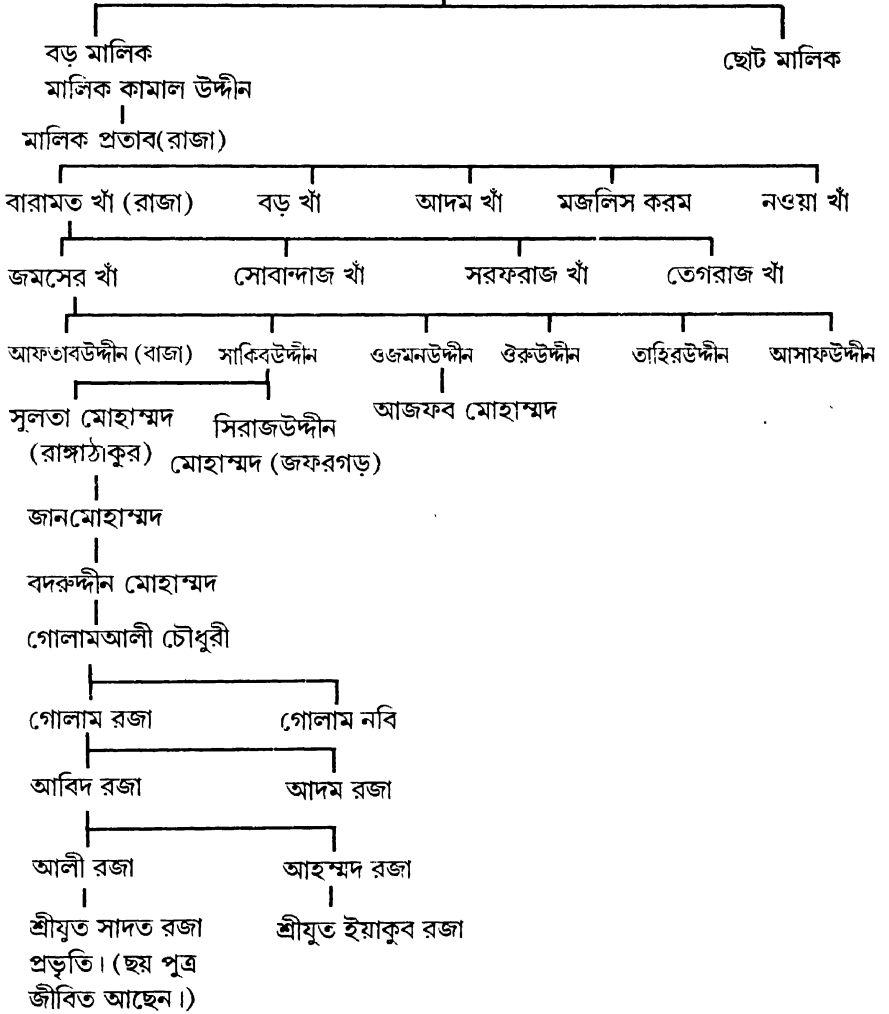 বড় মালিক ছোট মালিক
মালিক কামাল উদ্দীন
মালিক প্রতাব(রাজা)
বারামত খাঁ (রাজা) বড় খাঁ আদম খাঁ মজলিস করম নওয়া খাঁ
জমসের খাঁ সোবান্দাজ খাঁ সরফরাজ খাঁ তেগরাজ খাঁ
আফতাবউদ্দীন (বাজা) সাকিবউদ্দীন ওজমনউদ্দীন ঔরুউদ্দীন তাহিরউদ্দীন আসাফউদ্দীন
সুলতা মোহাম্মদ সিরাজউদ্দীন আজফব মোহাম্মদ
(রাঙ্গাঠাকুর) মোহাম্মদ (জফরগড়)
জানমোহাম্মদ
বদরুদ্দীন মোহাম্মদ
গোলামআলী চৌধুরী
গোলাম রজা গোলাম নবি
আবিদ রজা আদম রজা
আলী রজা আহম্মদ রজা
শ্রীযুত সাদত রজা শ্রীযুত ইয়াকুব রজা
প্রভৃতি। (ছয় পুত্র
জীবিত আছেন।)